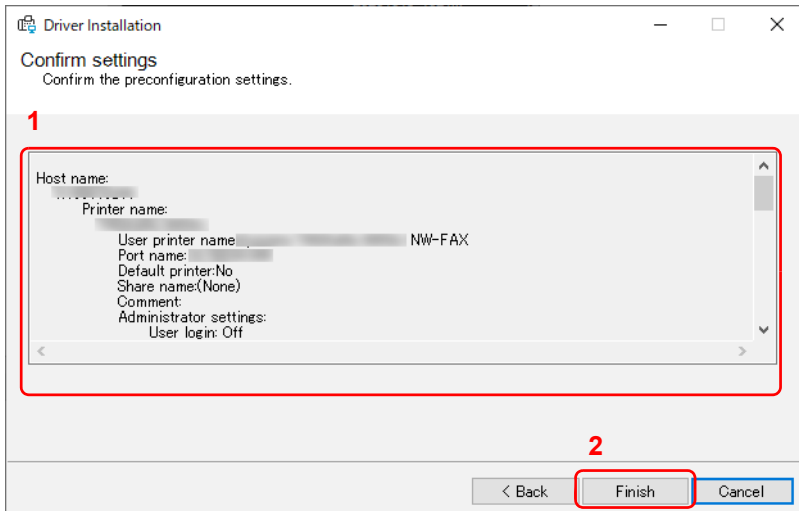 Driver Installation
Confirm settings
Confirm the preconfiguration settings.
1
Host name:
Printer name:
User printer name NW-FAX
Port name:
Default printer:No
Share name:(None)
Comment:
Administrator settings:
User login: Off
2
< Back Finish Cancel